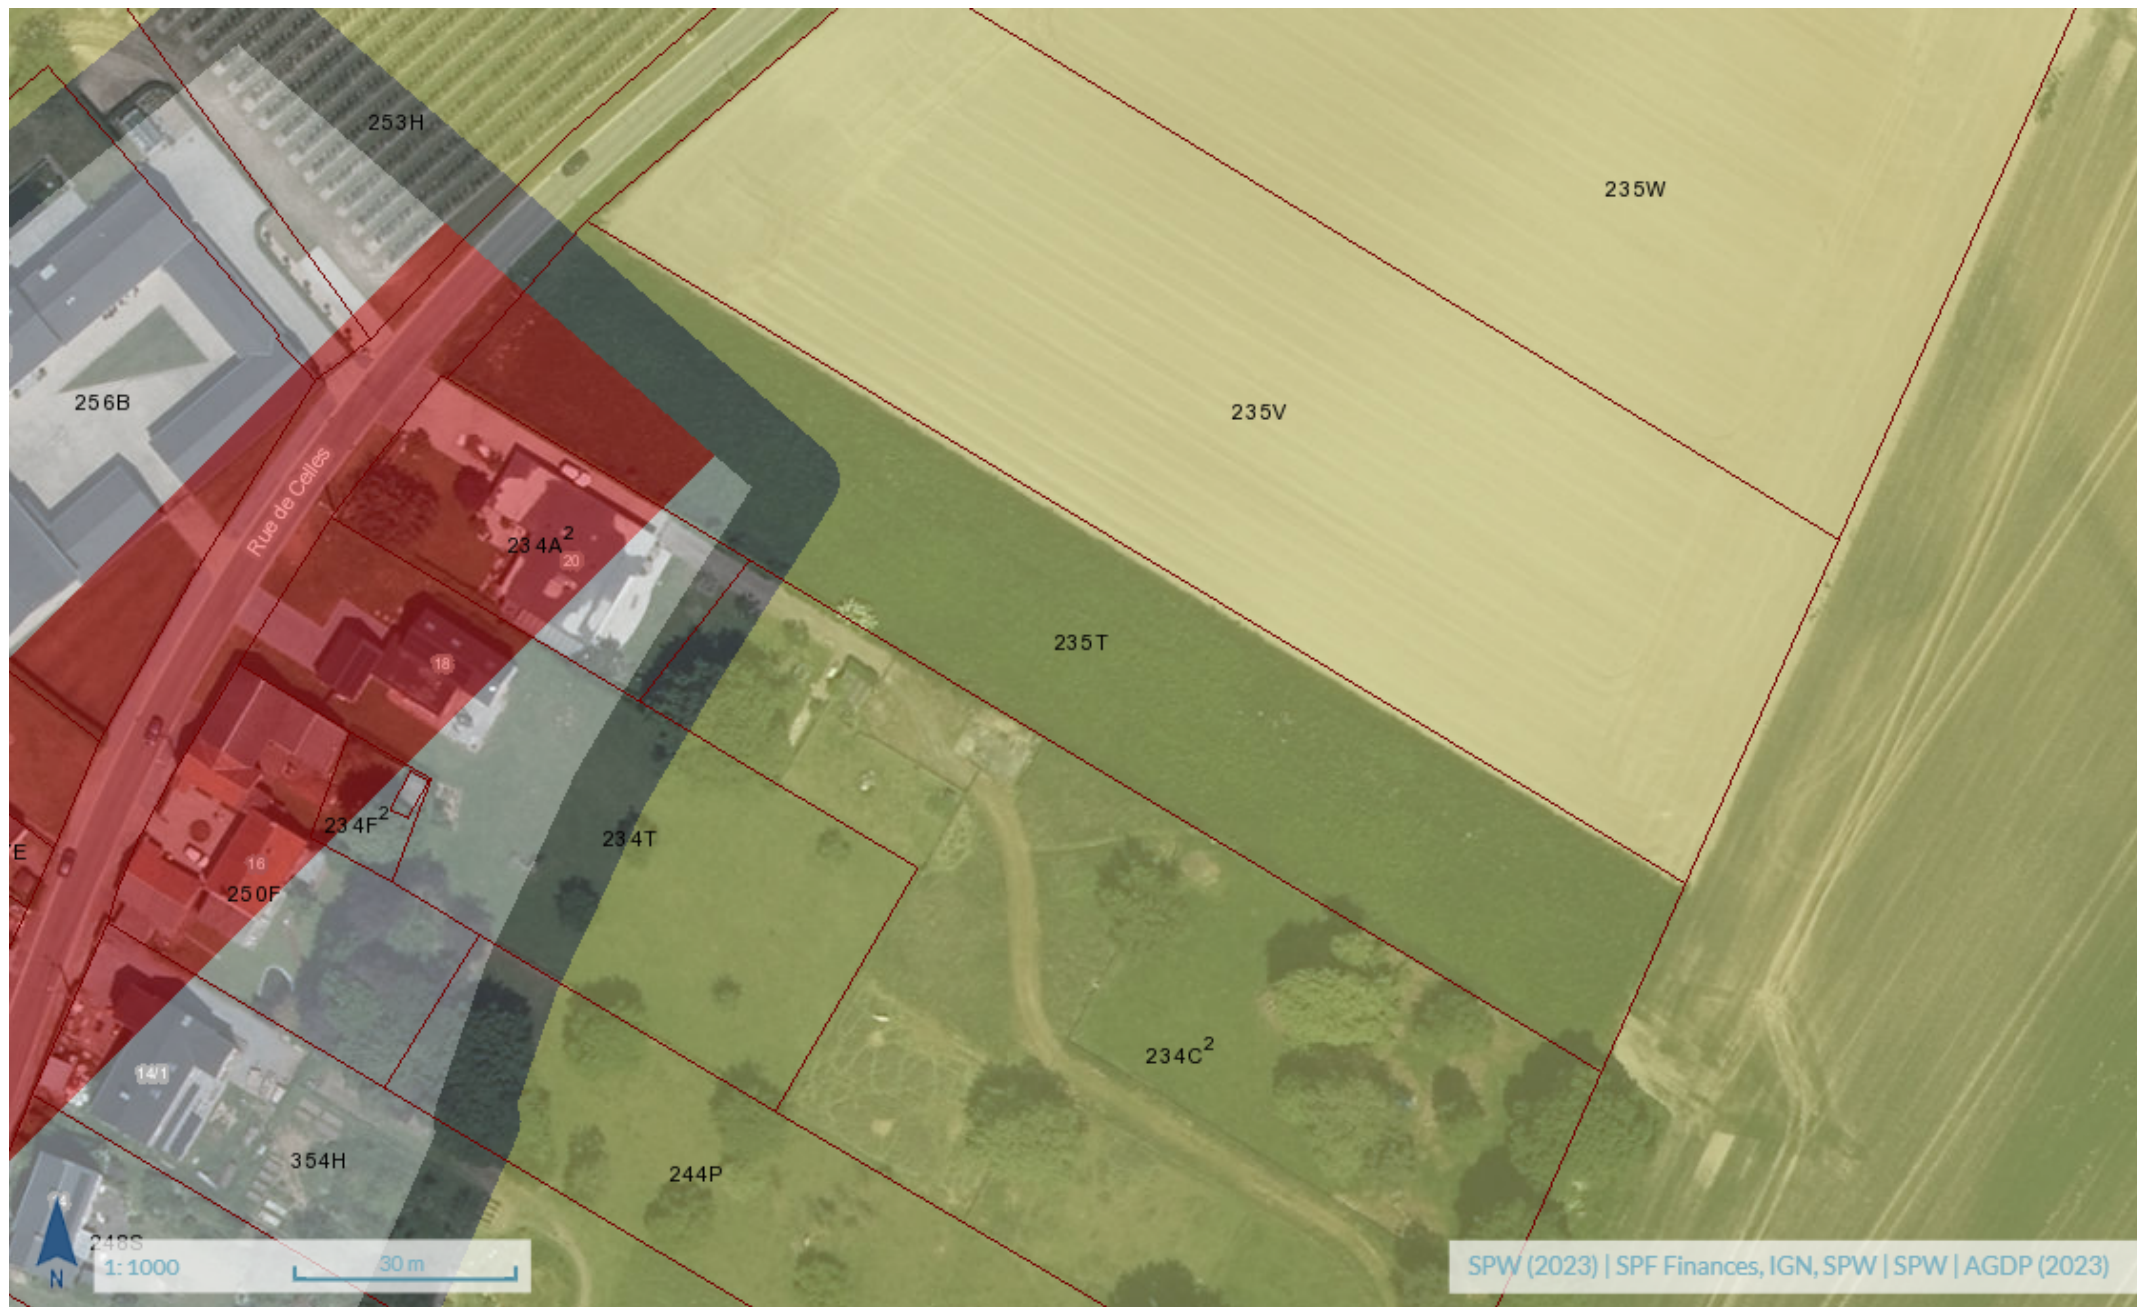 253H
235W
256B
235V
Rue de Celles
234A²
20
235T
18
234F²
234T
E
16
250F
234C²
14/1
354H
244P
14
248S
N
1: 1000
30 m
SPW (2023) | SPF Finances, IGN, SPW | SPW | AGDP (2023)